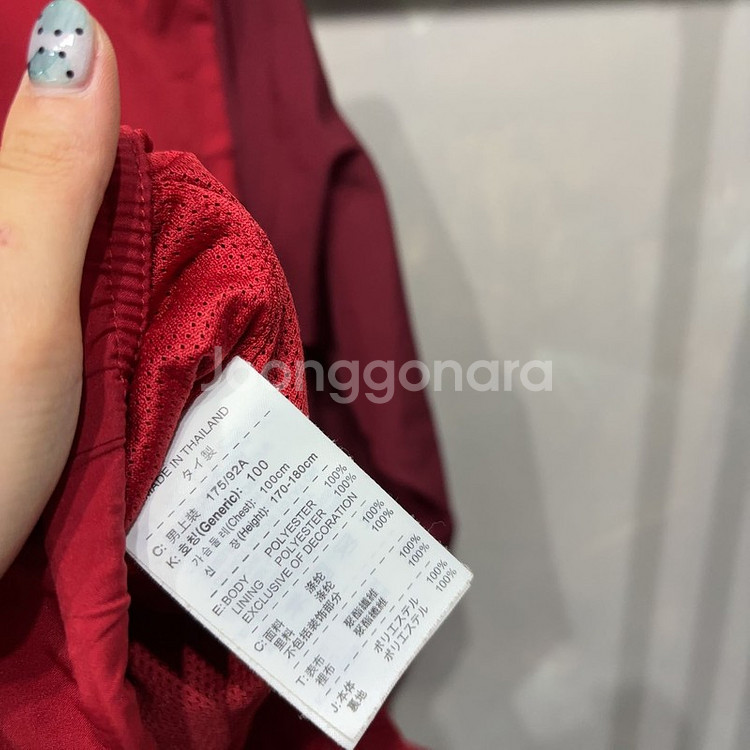 Joonggonara
MADE IN THAILAND
タイ製
C: 男上装 175/92A
K: 호칭(Generic): 100
가슴둘레(Chest): 100cm
신 장(Height): 170-180cm
E:BODY POLYESTER 100%
LINING POLYESTER 100%
EXCLUSIVE OF DECORATION
C:面料 涤纶 100%
里料 涤纶 100%
不包括装饰部分
T:表布 聚酯纖維 100%
裡布 聚酯纖維 100%
J:本体 ポリエステル 100%
裏地 ポリエステル 100%